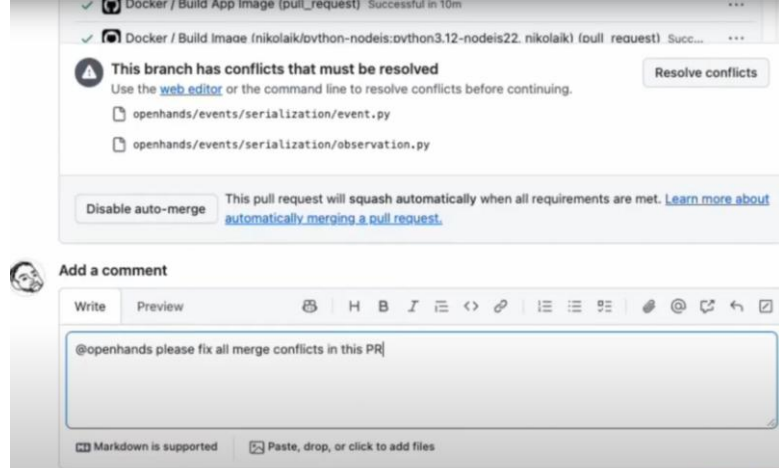 Docker / Build App Image (pull_request) Successful in 10m
Docker / Build Image (nikolaik/python-nodejs:python3.12-nodejs22, nikolaik) (pull_request) Succ...
This branch has conflicts that must be resolved
Resolve conflicts
Use the web editor or the command line to resolve conflicts before continuing.
openhands/events/serialization/event.py
openhands/events/serialization/observation.py
Disable auto-merge
This pull request will squash automatically when all requirements are met. Learn more about
automatically merging a pull request.
Add a comment
Write Preview
@openhands please fix all merge conflicts in this PR
Markdown is supported
Paste, drop, or click to add files